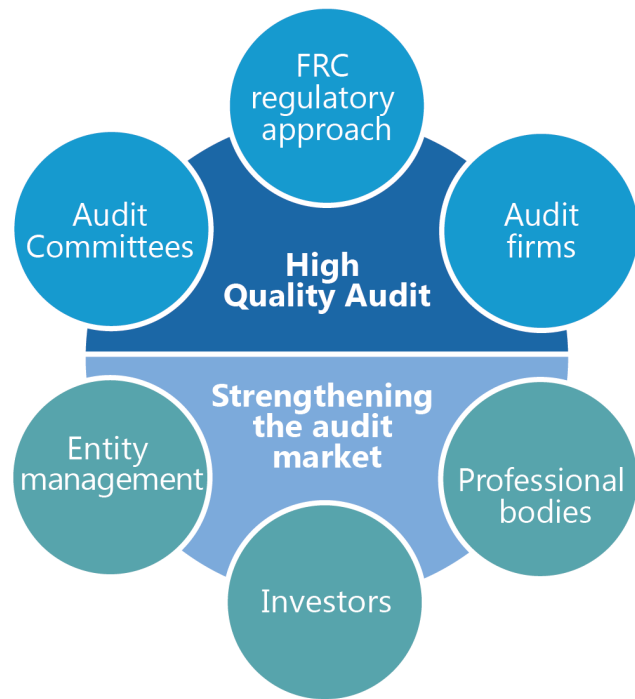 FRC
regulatory
approach
Audit
Committees
Audit
firms
High
Quality Audit
Strengthening
the audit
market
Entity
management
Professional
bodies
Investors